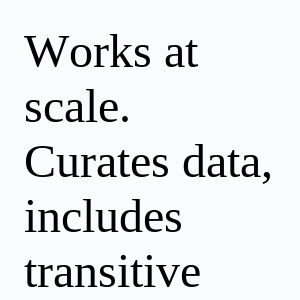 Works at
scale.
Curates data,
includes
transitive